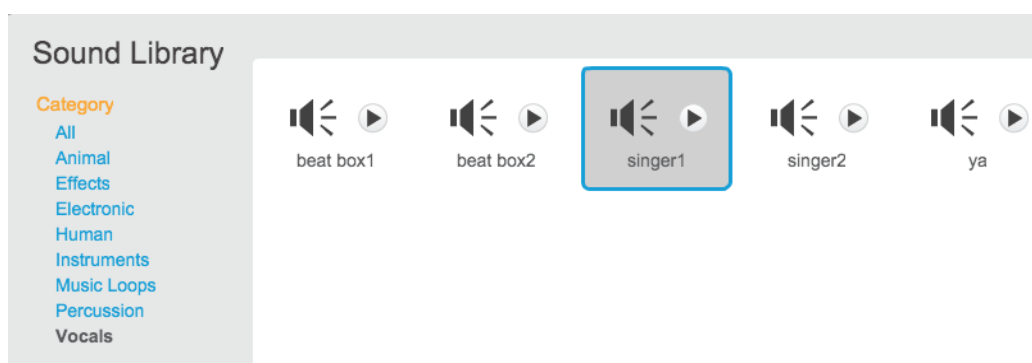 Sound Library
Category
All
Animal
Effects
Electronic
Human
Instruments
Music Loops
Percussion
Vocals
beat box1
beat box2
singer1
singer2
ya